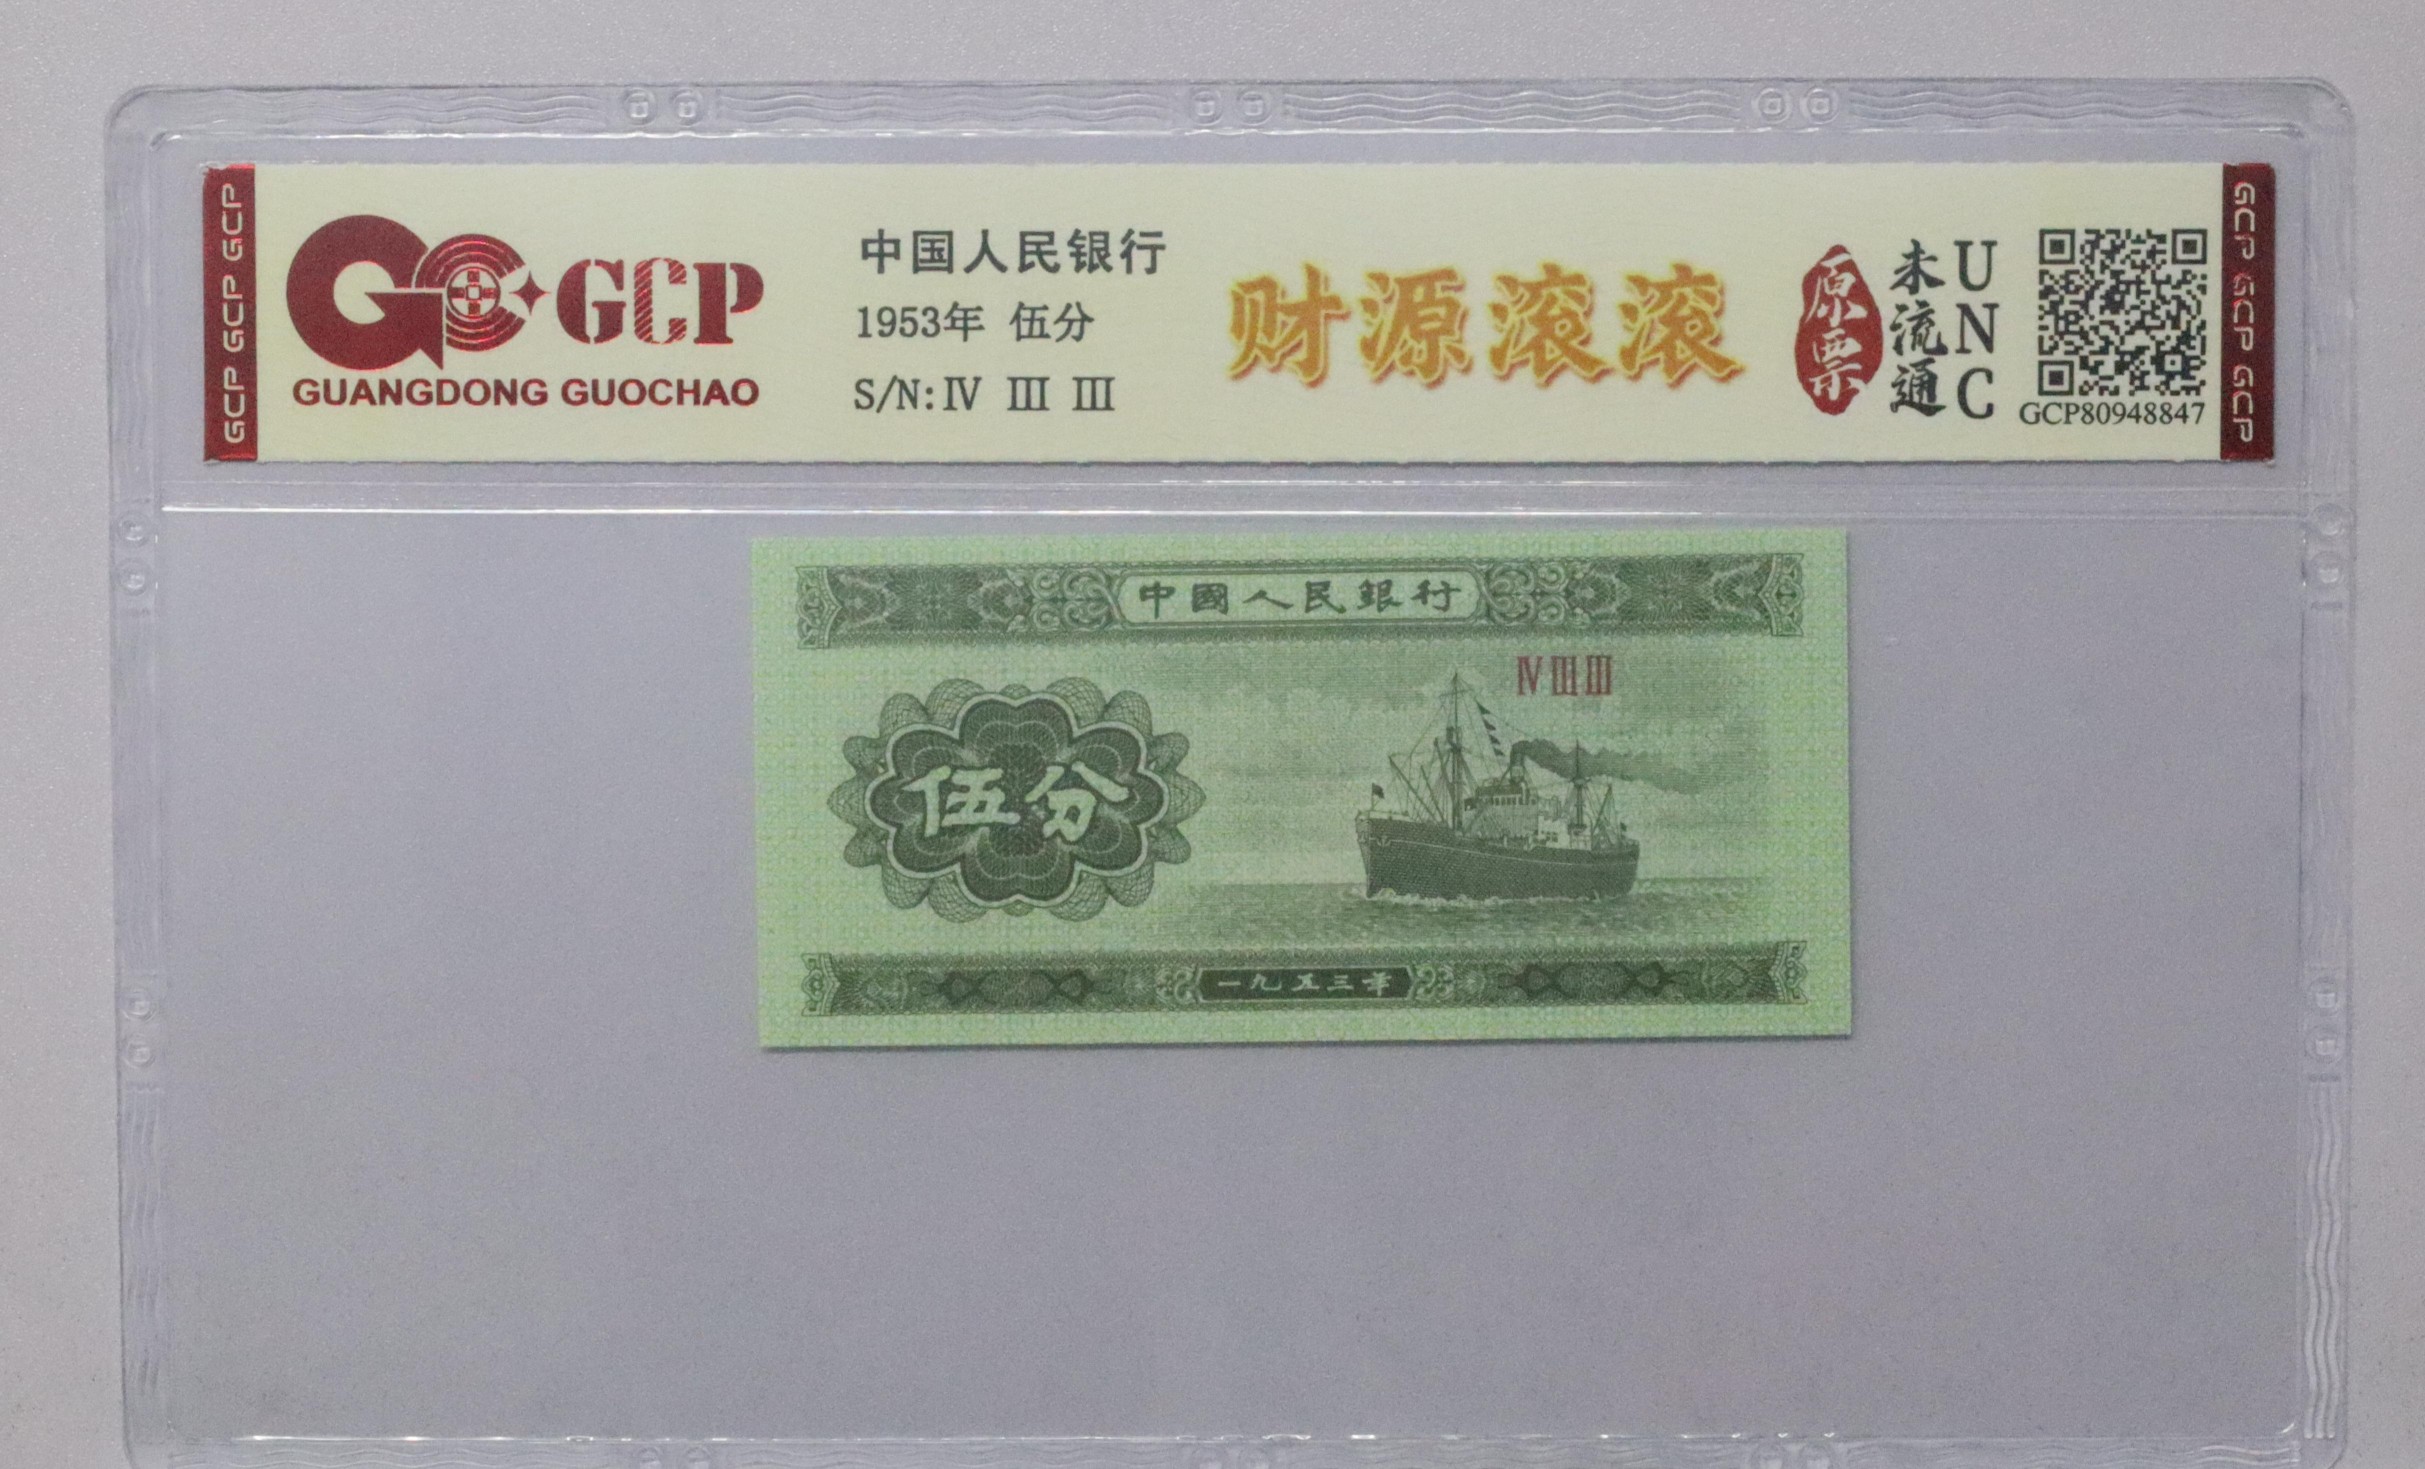 GCP GCP GCP
GCP
GUANGDONG GUOCHAO
中国人民银行
1953年 伍分
S/N:Ⅳ Ⅲ Ⅲ
财源滚滚
原票
未流通
UNC
GCP80948847
GCP GCP GCP
中國人民銀行
Ⅳ Ⅲ Ⅲ
伍分
一九五三年